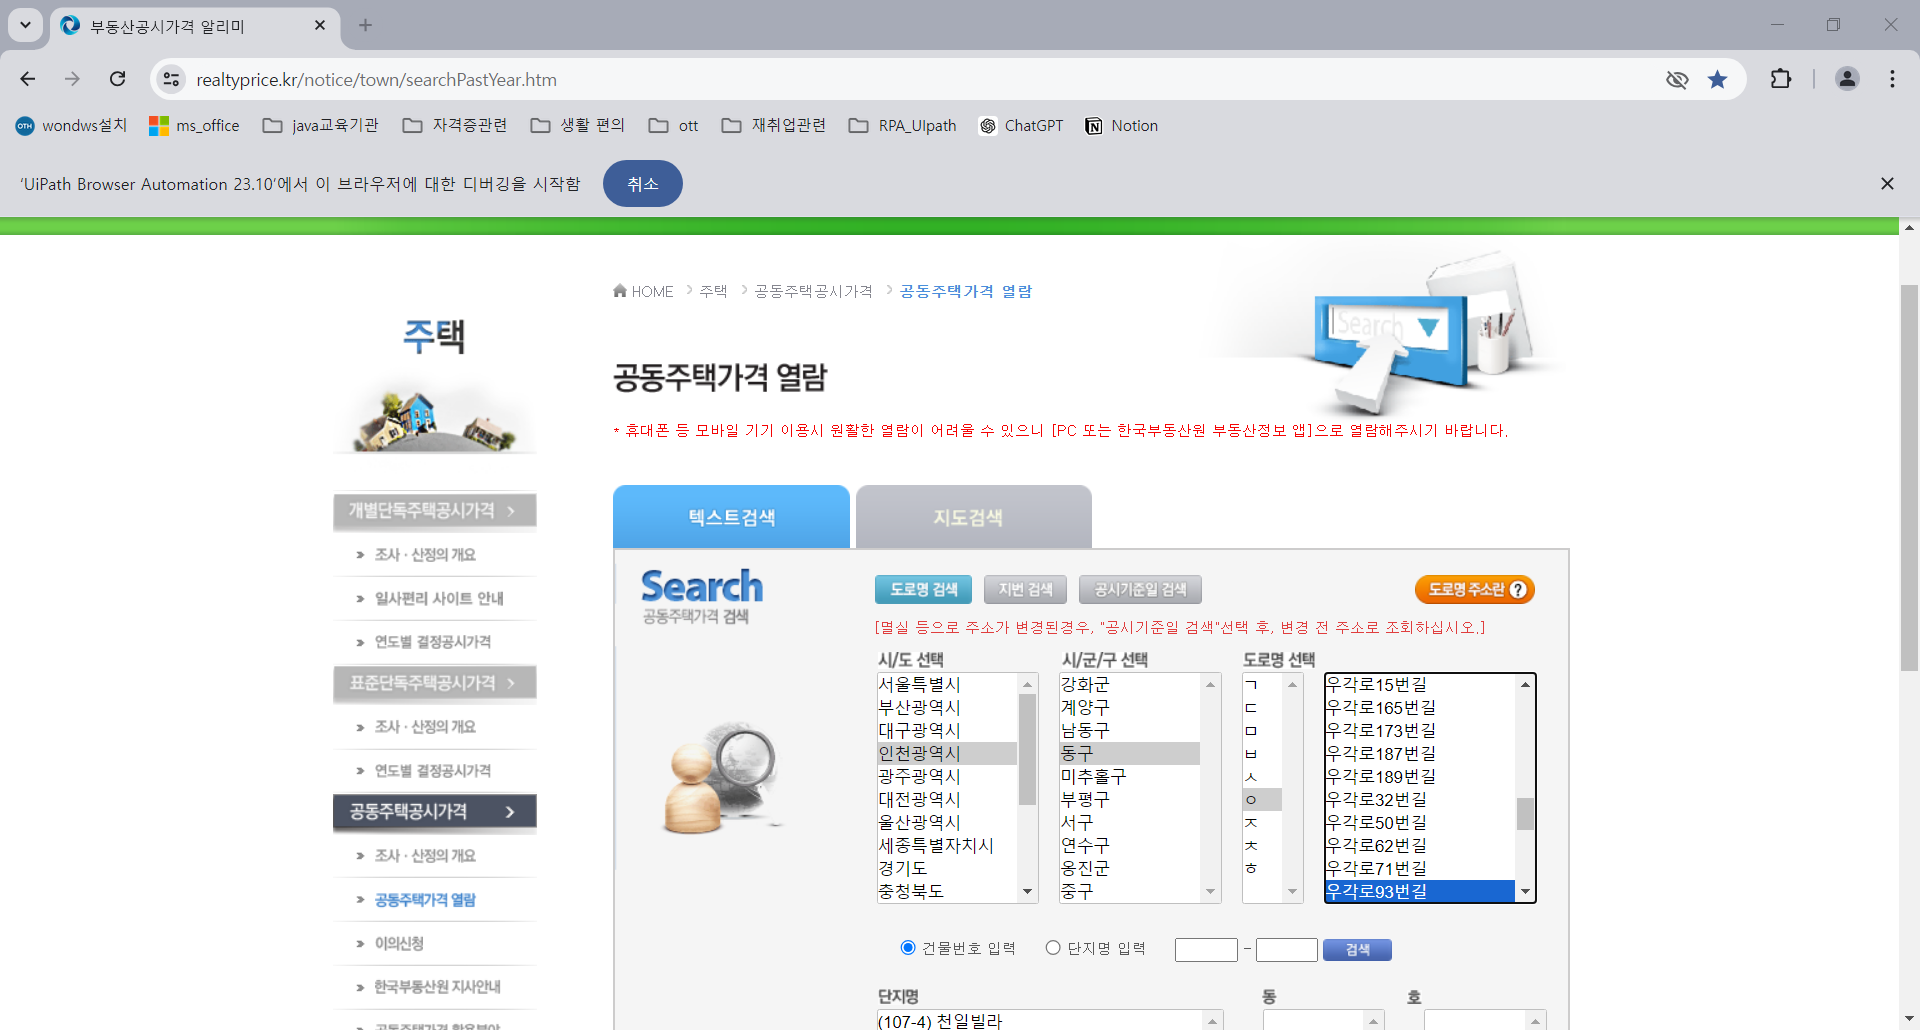 부동산공시가격 알리미
realtyprice.kr/notice/town/searchPastYear.htm
wondws설치 ms_office java교육기관 자격증관련 생활 편의 ott 재취업관련 RPA_UIpath ChatGPT Notion
'UiPath Browser Automation 23.10'에서 이 브라우저에 대한 디버깅을 시작함 취소
HOME 주택 공동주택공시가격 공동주택가격 열람
주택
Search
공동주택가격 열람
* 휴대폰 등 모바일 기기 이용시 원활한 열람이 어려울 수 있으니 [PC 또는 한국부동산원 부동산정보 앱]으로 열람해주시기 바랍니다.
개별단독주택공시가격
조사 · 산정의 개요
일사편리 사이트 안내
연도별 결정공시가격
표준단독주택공시가격
조사 · 산정의 개요
연도별 결정공시가격
공동주택공시가격
조사 · 산정의 개요
공동주택가격 열람
이의신청
한국부동산원 지사안내
공동주택가격 활용분야
텍스트검색 지도검색
Search
공동주택가격 검색
도로명 검색 지번 검색 공시기준일 검색 도로명 주소란 ?
[멸실 등으로 주소가 변경된경우, "공시기준일 검색"선택 후, 변경 전 주소로 조회하십시오.]
시/도 선택 시/군/구 선택 도로명 선택
서울특별시 강화군 ㄱ 우각로15번길
부산광역시 계양구 ㄷ 우각로165번길
대구광역시 남동구 ㅁ 우각로173번길
인천광역시 동구 ㅂ 우각로187번길
광주광역시 미추홀구 ㅅ 우각로189번길
대전광역시 부평구 ㅇ 우각로32번길
울산광역시 서구 ㅈ 우각로50번길
세종특별자치시 연수구 ㅊ 우각로62번길
경기도 옹진군 ㅎ 우각로71번길
충청북도 중구 우각로93번길
건물번호 입력 단지명 입력 - 검색
단지명 동 호
(107-4) 천일빌라